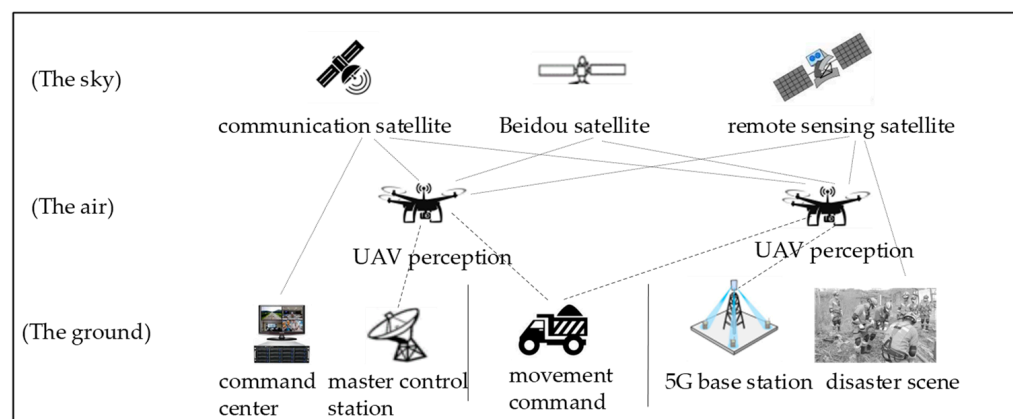 (The sky)
communication satellite
Beidou satellite
remote sensing satellite
(The air)
UAV perception
UAV perception
(The ground)
command
center
master control
station
movement
command
5G base station
disaster scene